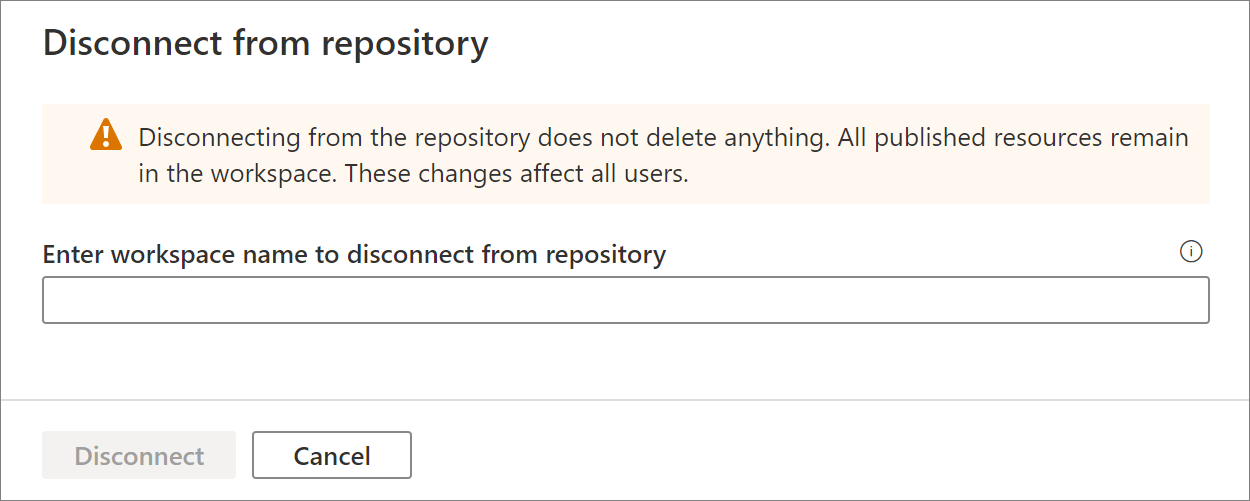 Disconnect from repository
Disconnecting from the repository does not delete anything. All published resources remain
in the workspace. These changes affect all users.
Enter workspace name to disconnect from repository
Disconnect
Cancel